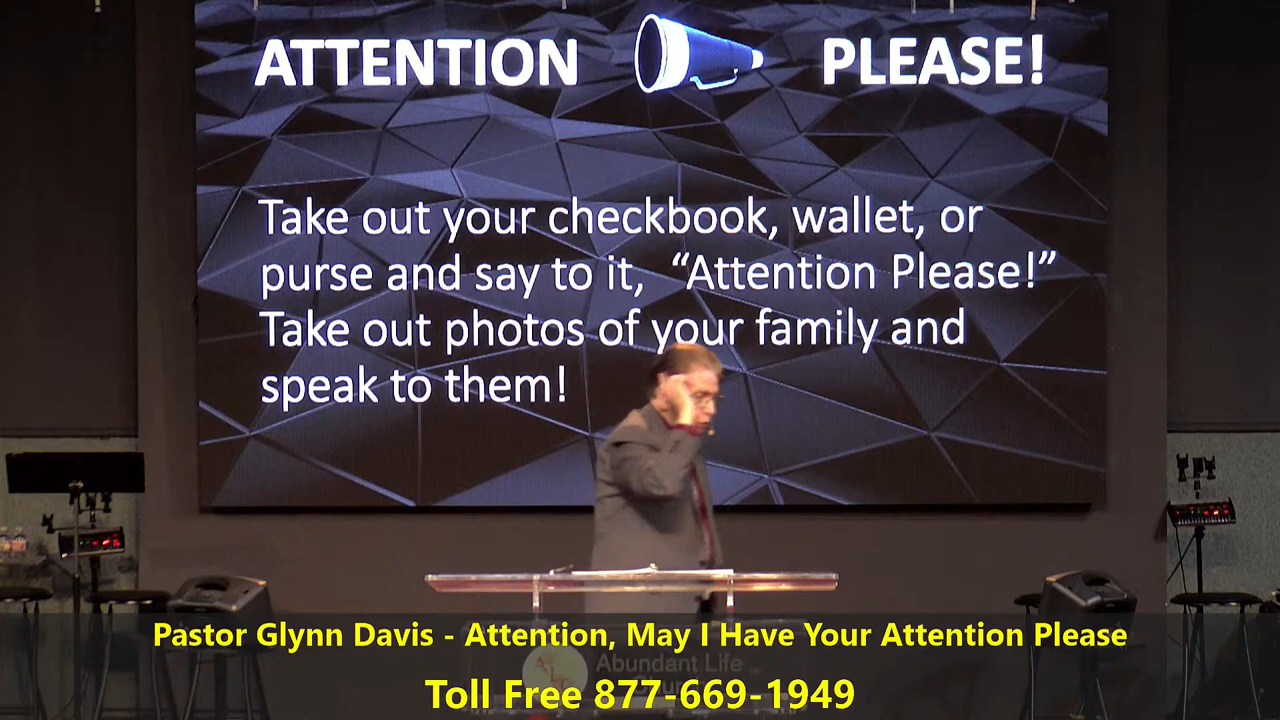 ATTENTION PLEASE!
Take out your checkbook, wallet, or
purse and say to it, “Attention Please!”
Take out photos of your family and
speak to them!
Pastor Glynn Davis - Attention, May I Have Your Attention Please
Abundant Life
Toll Free 877-669-1949